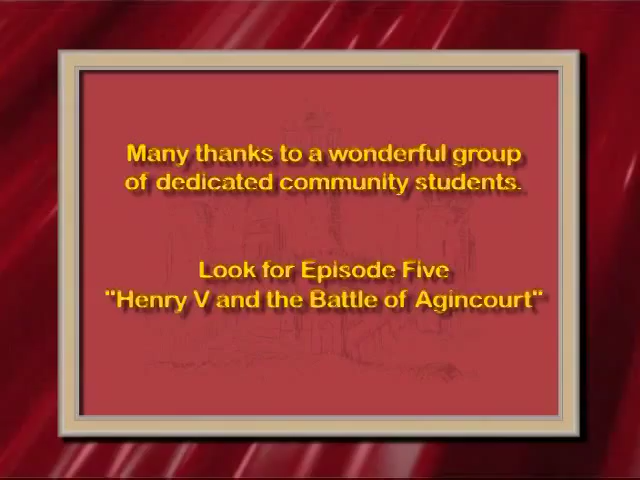 Many thanks to a wonderful group
of dedicated community students.
Look for Episode Five
"Henry V and the Battle of Agincourt"